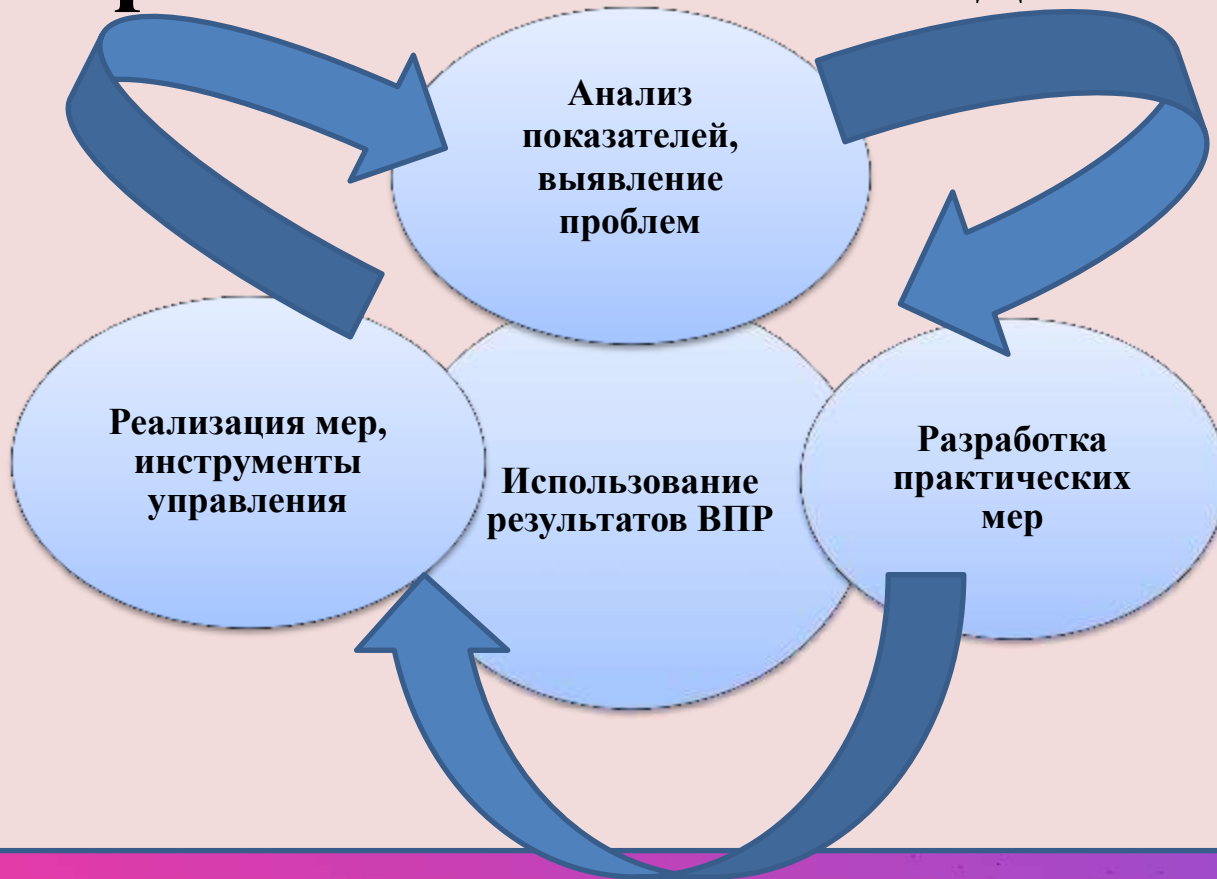 Анализ
показателей,
выявление
проблем
Реализация мер,
инструменты
управления
Использование
результатов ВПР
Разработка
практических
мер